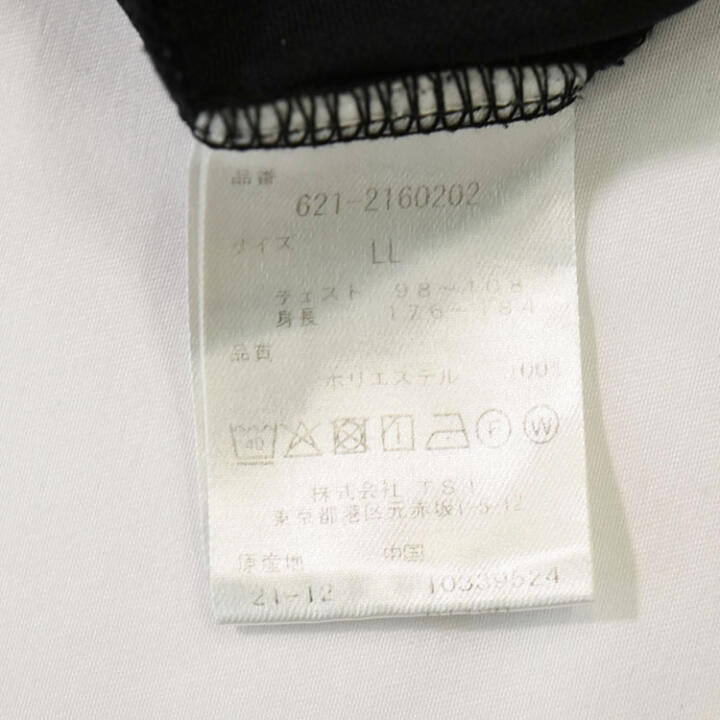 品番
621-2160202
サイズ
LL
チェスト 98~108
身長 176~184
品質
ポリエステル 100%
40 F W
株式会社 TSI
東京都港区元赤坂1-5-12
原産地 中国
21-12 10339524